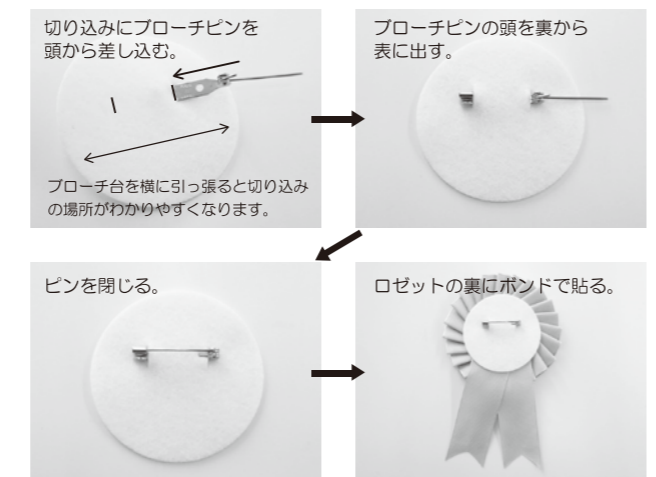 切り込みにブローチピンを
頭から差し込む。
ブローチ台を横に引っ張ると切り込み
の場所がわかりやすくなります。
ブローチピンの頭を裏から
表に出す。
ピンを閉じる。
ロゼットの裏にボンドで貼る。